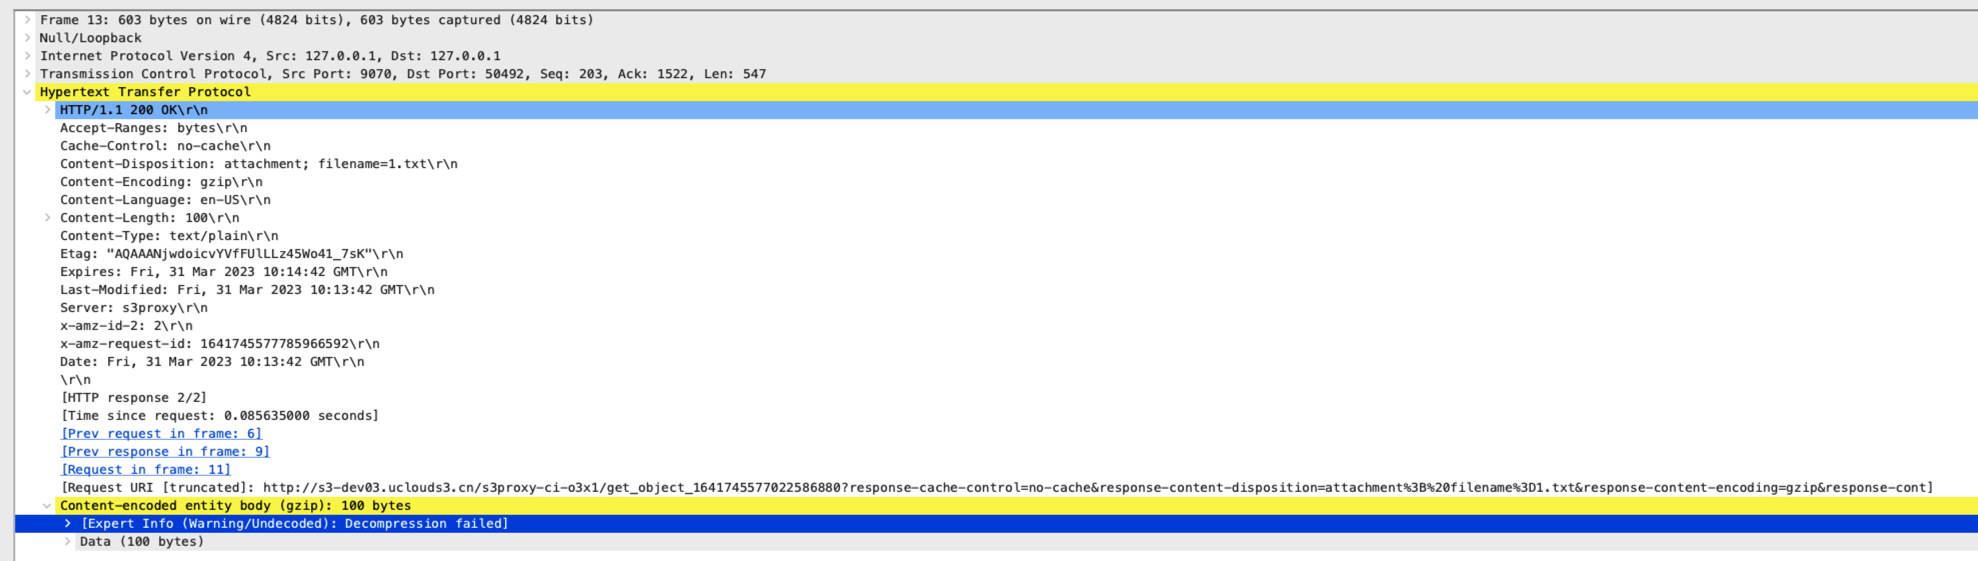 Frame 13: 603 bytes on wire (4824 bits), 603 bytes captured (4824 bits)
Null/Loopback
Internet Protocol Version 4, Src: 127.0.0.1, Dst: 127.0.0.1
Transmission Control Protocol, Src Port: 9070, Dst Port: 50492, Seq: 203, Ack: 1522, Len: 547
Hypertext Transfer Protocol
HTTP/1.1 200 OK\r\n
Accept-Ranges: bytes\r\n
Cache-Control: no-cache\r\n
Content-Disposition: attachment; filename=1.txt\r\n
Content-Encoding: gzip\r\n
Content-Language: en-US\r\n
Content-Length: 100\r\n
Content-Type: text/plain\r\n
Etag: "AQAAANjwdoicvYVfFUlLLz45Wo41_7sK"\r\n
Expires: Fri, 31 Mar 2023 10:14:42 GMT\r\n
Last-Modified: Fri, 31 Mar 2023 10:13:42 GMT\r\n
Server: s3proxy\r\n
x-amz-id-2: 2\r\n
x-amz-request-id: 1641745577785966592\r\n
Date: Fri, 31 Mar 2023 10:13:42 GMT\r\n
\r\n
[HTTP response 2/2]
[Time since request: 0.085635000 seconds]
[Prev request in frame: 6]
[Prev response in frame: 9]
[Request in frame: 11]
[Request URI [truncated]: http://s3-dev03.uclouds3.cn/s3proxy-ci-o3x1/get_object_1641745577022586880?response-cache-control=no-cache&response-content-disposition=attachment%3B%20filename%3D1.txt&response-content-encoding=gzip&response-cont]
Content-encoded entity body (gzip): 100 bytes
[Expert Info (Warning/Undecoded): Decompression failed]
Data (100 bytes)